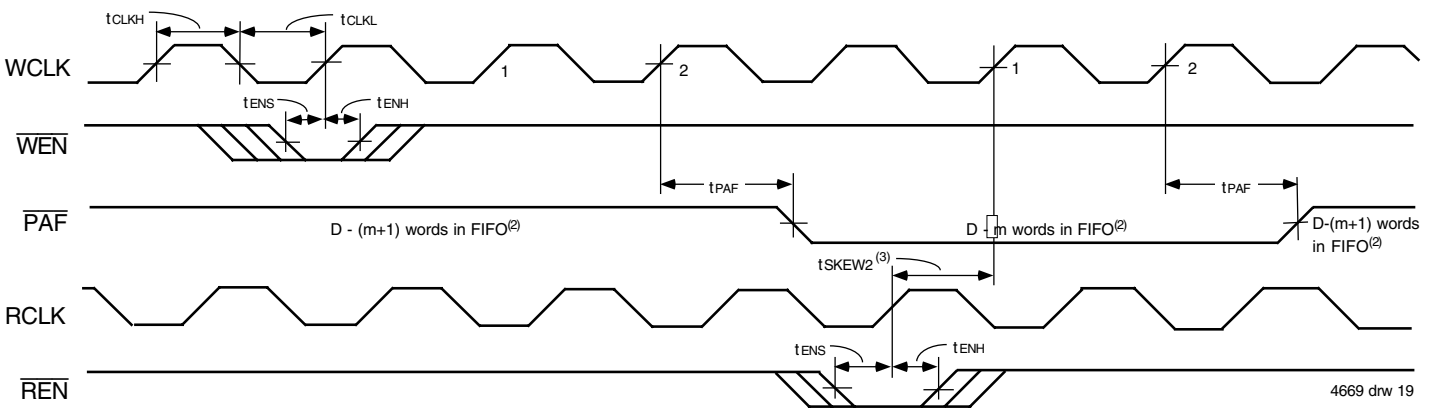 tCLKH tCLKL
WCLK 1 2 1 2
tENS tENH
WEN
tPAF tPAF
PAF
D - (m+1) words in FIFO(2) D - m words in FIFO(2) D-(m+1) words
in FIFO(2)
tSKEW2(3)
RCLK
tENS tENH
REN
4669 drw 19